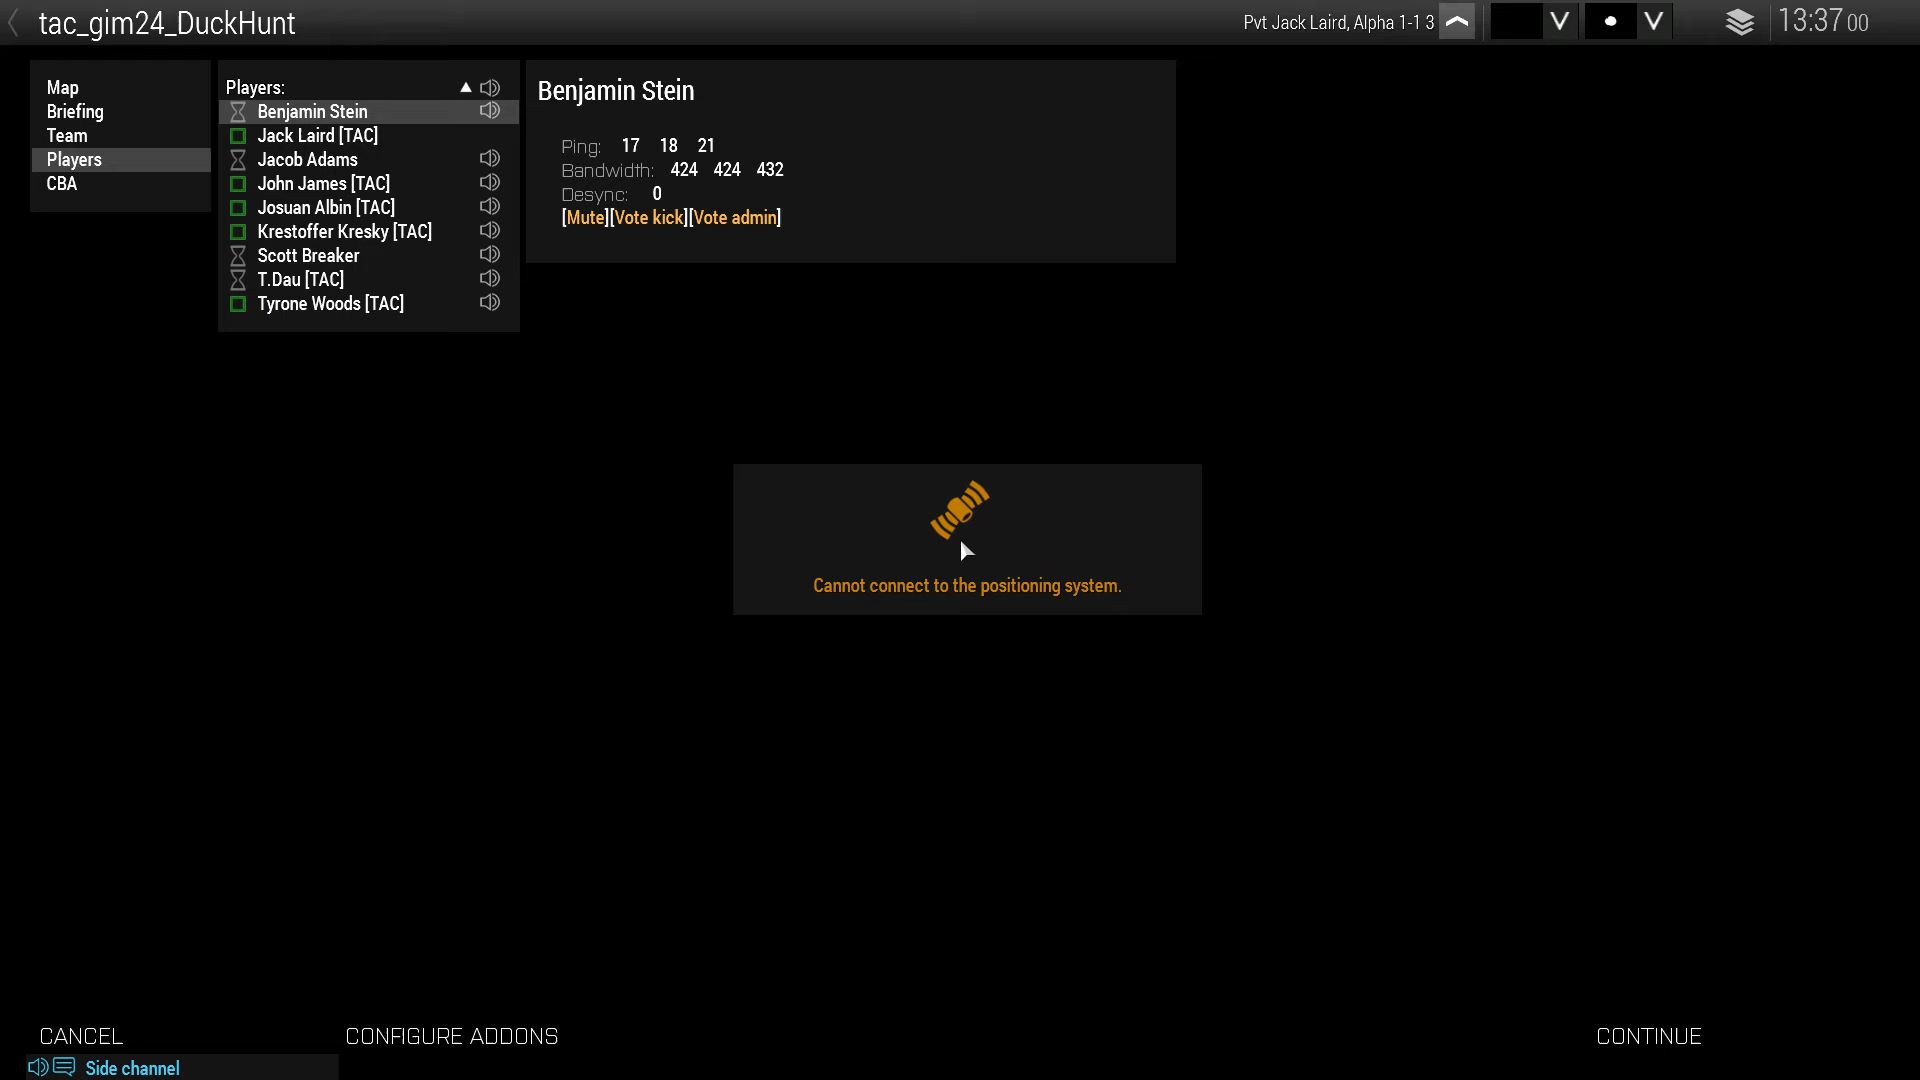 tac_gim24_DuckHunt
Pvt Jack Laird, Alpha 1-1 3
V
V
13:37 00
Map
Briefing
Team
Players
CBA
Players:
Benjamin Stein
Jack Laird [TAC]
Jacob Adams
John James [TAC]
Josuan Albin [TAC]
Krestoffer Kresky [TAC]
Scott Breaker
T.Dau [TAC]
Tyrone Woods [TAC]
Benjamin Stein
Ping: 17 18 21
Bandwidth: 424 424 432
Desync: 0
[Mute][Vote kick][Vote admin]
Cannot connect to the positioning system.
CANCEL
CONFIGURE ADDONS
CONTINUE
Side channel